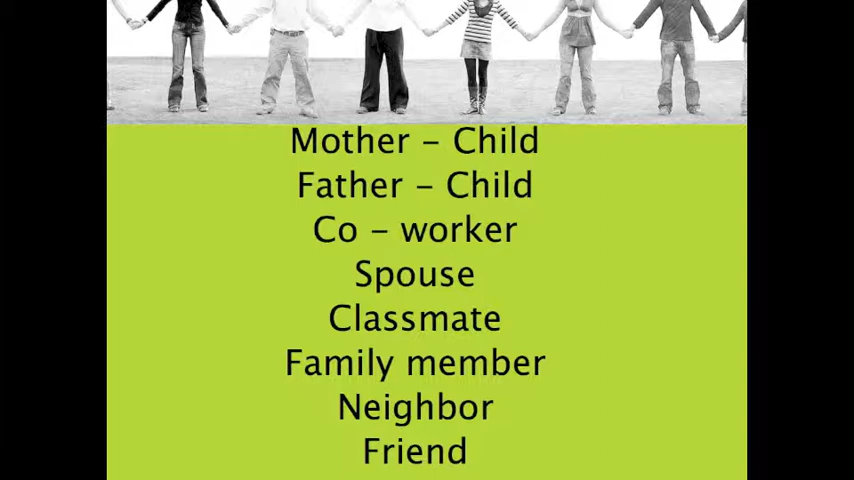 Mother – Child
Father – Child
Co – worker
Spouse
Classmate
Family member
Neighbor
Friend